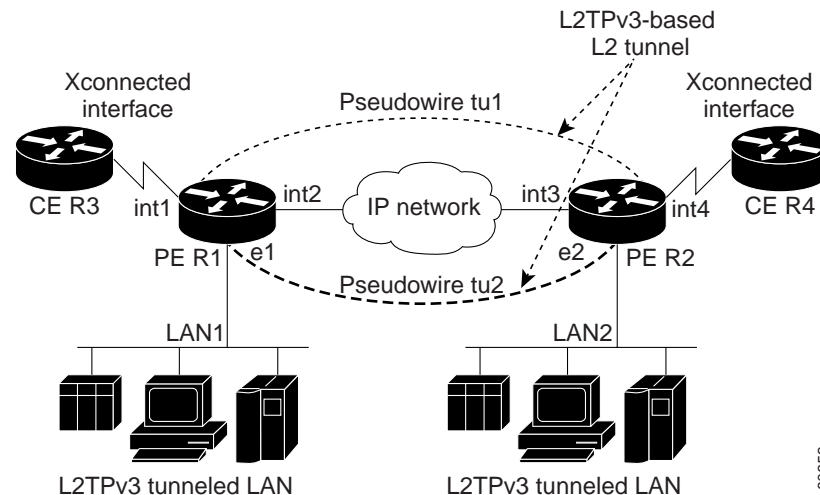 L2TPv3-based
L2 tunnel
Xconnected
interface
Pseudowire tu1
Xconnected
interface
CE R3
int1
int2
IP network
int3
int4
CE R4
PE R1
e1
e2
PE R2
Pseudowire tu2
LAN1
LAN2
L2TPv3 tunneled LAN
L2TPv3 tunneled LAN